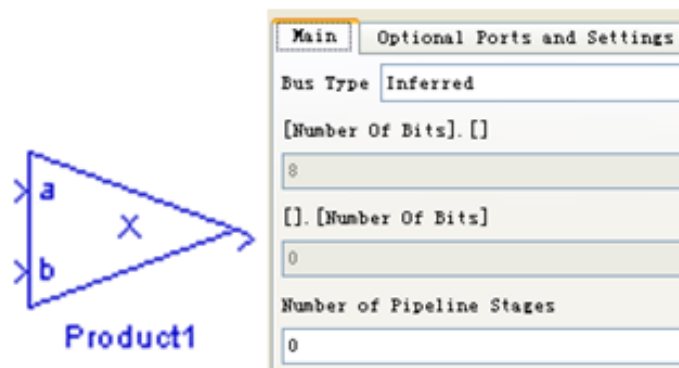 Main
Optional Ports and Settings
Bus Type Inferred
[Number Of Bits].[]
8
[].[Number Of Bits]
0
Number of Pipeline Stages
0
a
X
b
Product1